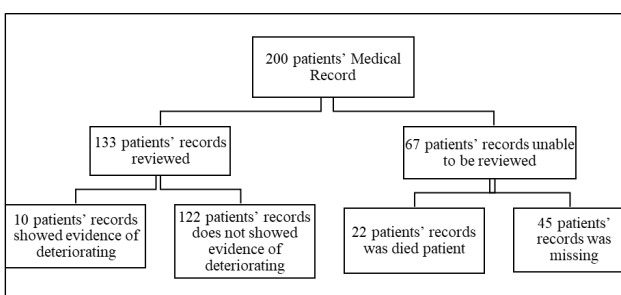 200 patients' Medical
Record
133 patients' records
reviewed
67 patients' records unable
to be reviewed
10 patients' records
showed evidence of
deteriorating
122 patients' records
does not showed
evidence of
deteriorating
22 patients' records
was died patient
45 patients'
records was
missing